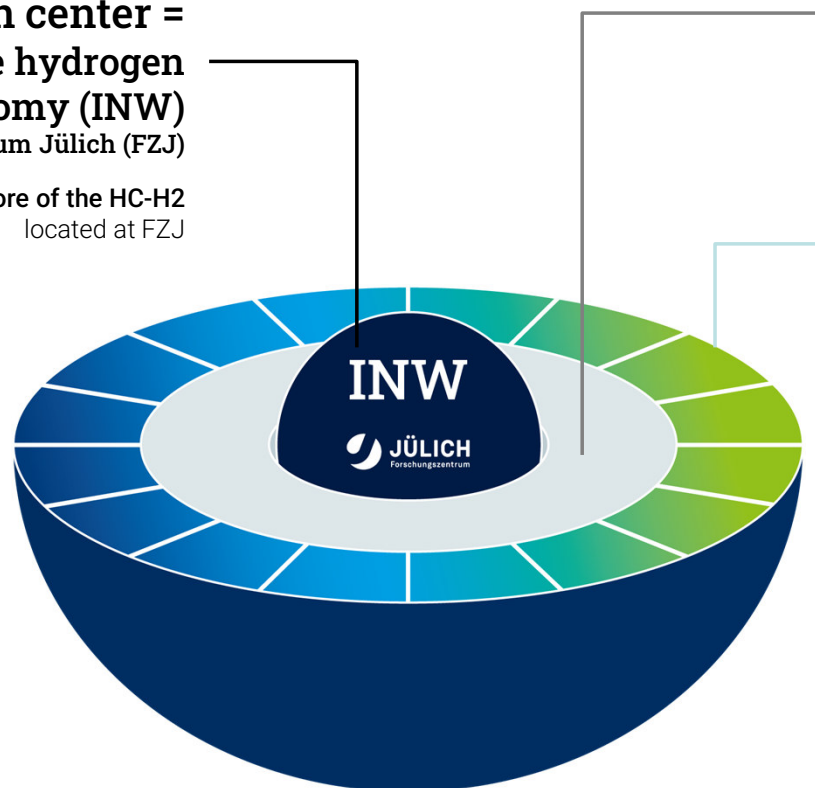 n center =
e hydrogen
omy (INW)
um Jülich (FZJ)
ore of the HC-H2
located at FZJ
INW
JÜLICH
Forschungszentrum